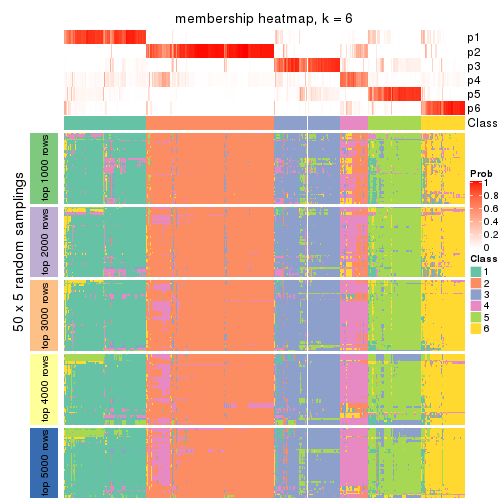 membership heatmap, k = 6
p1
p2
p3
p4
p5
p6
Class
50 x 5 random samplings
top 1000 rows
top 2000 rows
top 3000 rows
top 4000 rows
top 5000 rows
Prob
1
0.8
0.6
0.4
0.2
0
Class
1
2
3
4
5
6